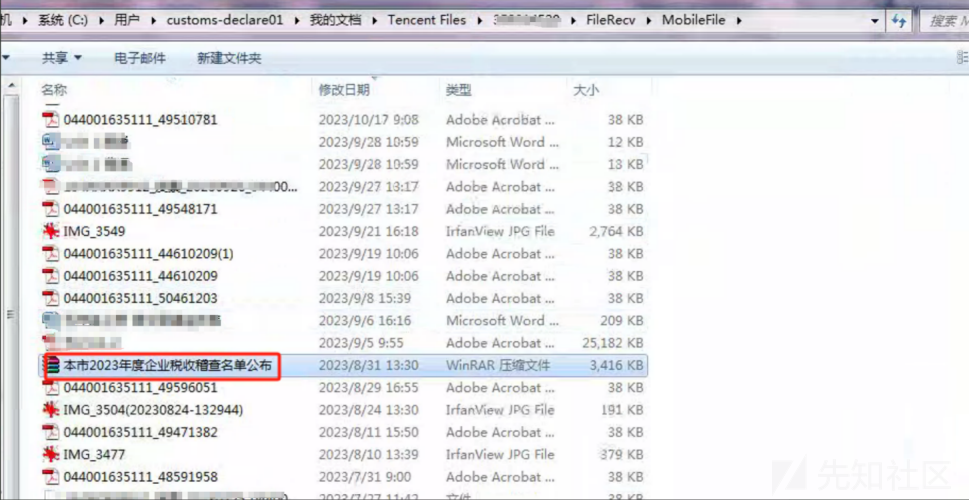 机 ▸ 系统 (C:) ▸ 用户 ▸ customs-declare01 ▸ 我的文档 ▸ Tencent Files ▸ ▸ FileRecv ▸ MobileFile ▸ 搜索 M
共享 电子邮件 新建文件夹
名称 修改日期 类型 大小
044001635111_49510781 2023/10/17 9:08 Adobe Acrobat ... 38 KB
2023/9/28 10:59 Microsoft Word ... 12 KB
2023/9/28 10:59 Microsoft Word ... 13 KB
2023/9/27 13:17 Adobe Acrobat ... 38 KB
044001635111_49548171 2023/9/27 13:17 Adobe Acrobat ... 38 KB
IMG_3549 2023/9/21 16:18 IrfanView JPG File 2,764 KB
044001635111_44610209(1) 2023/9/19 10:06 Adobe Acrobat ... 38 KB
044001635111_44610209 2023/9/19 10:06 Adobe Acrobat ... 38 KB
044001635111_50461203 2023/9/8 15:39 Adobe Acrobat ... 38 KB
2023/9/6 16:16 Microsoft Word ... 209 KB
2023/9/5 9:55 Adobe Acrobat ... 25,182 KB
本市2023年度企业税收稽查名单公布 2023/8/31 13:30 WinRAR 压缩文件 3,416 KB
044001635111_49596051 2023/8/29 16:55 Adobe Acrobat ... 38 KB
IMG_3504(20230824-132944) 2023/8/24 13:30 IrfanView JPG File 191 KB
044001635111_49471382 2023/8/11 15:50 Adobe Acrobat ... 38 KB
IMG_3477 2023/8/10 13:39 IrfanView JPG File 379 KB
044001635111_48591958 2023/7/31 9:00 Adobe Acrobat ... 38 KB
2023/7/27 11:42 文件 38 KB
先知社区